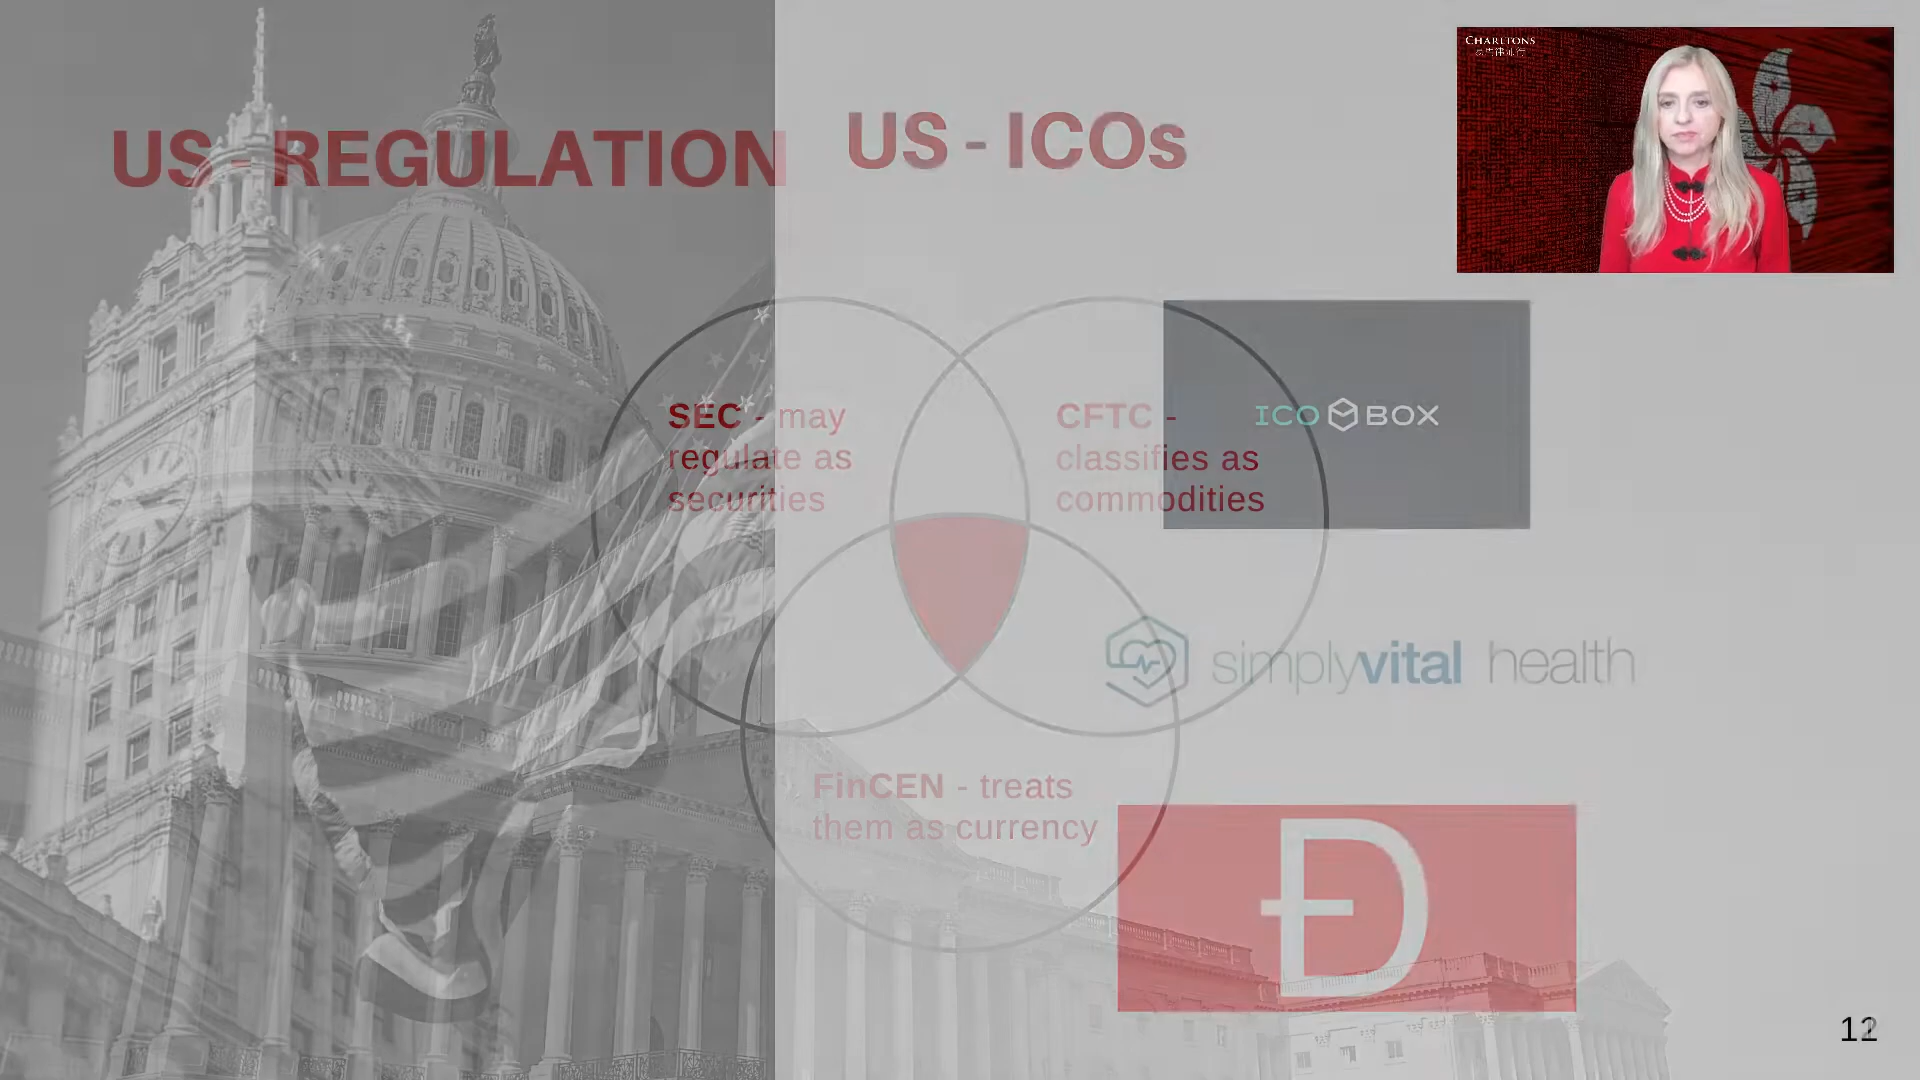 US - REGULATION
US - ICOs
CHARLTONS
SEC - may
regulate as
securities
CFTC -
classifies as
commodities
ICO BOX
simplyvital health
FinCEN - treats
them as currency
Đ